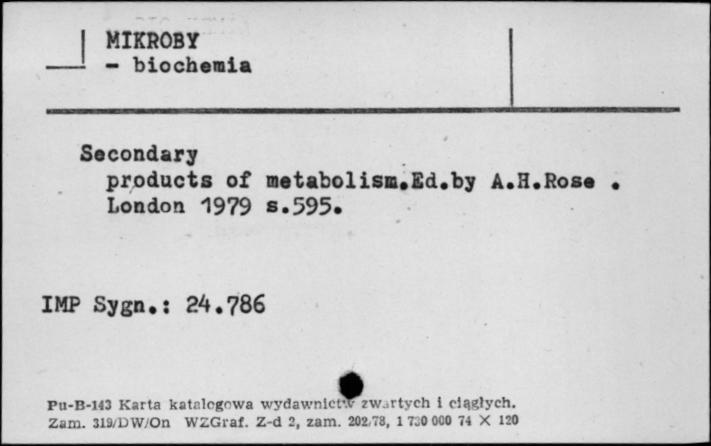 MIKROBY
- biochemia
Secondary
products of metabolism.Ed.by A.H.Rose .
London 1979 s.595.
IMP Sygn.: 24.786
Pu-B-143 Karta katalogowa wydawnictw zwartych i ciągłych.
Zam. 319/DW/On WZGraf. Z-d 2, zam. 202/78, 1 730 000 74 X 120